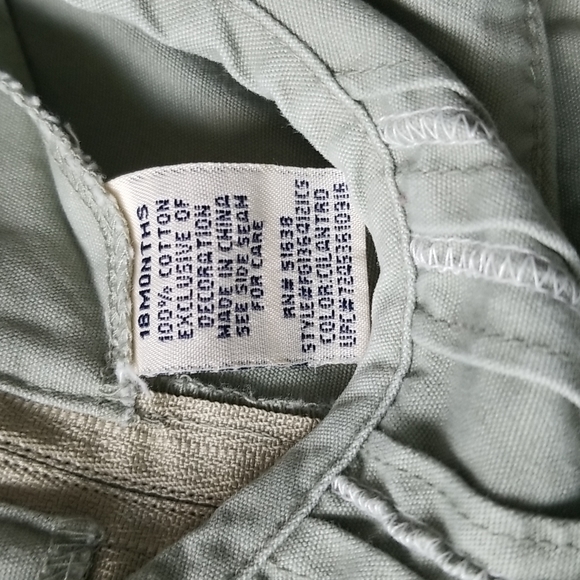 18 MONTHS
100% COTTON
EXCLUSIVE OF
DECORATION
MADE IN CHINA
SEE SIDE SEAM
FOR CARE
RN# 51638
COLOR:CILANTRO